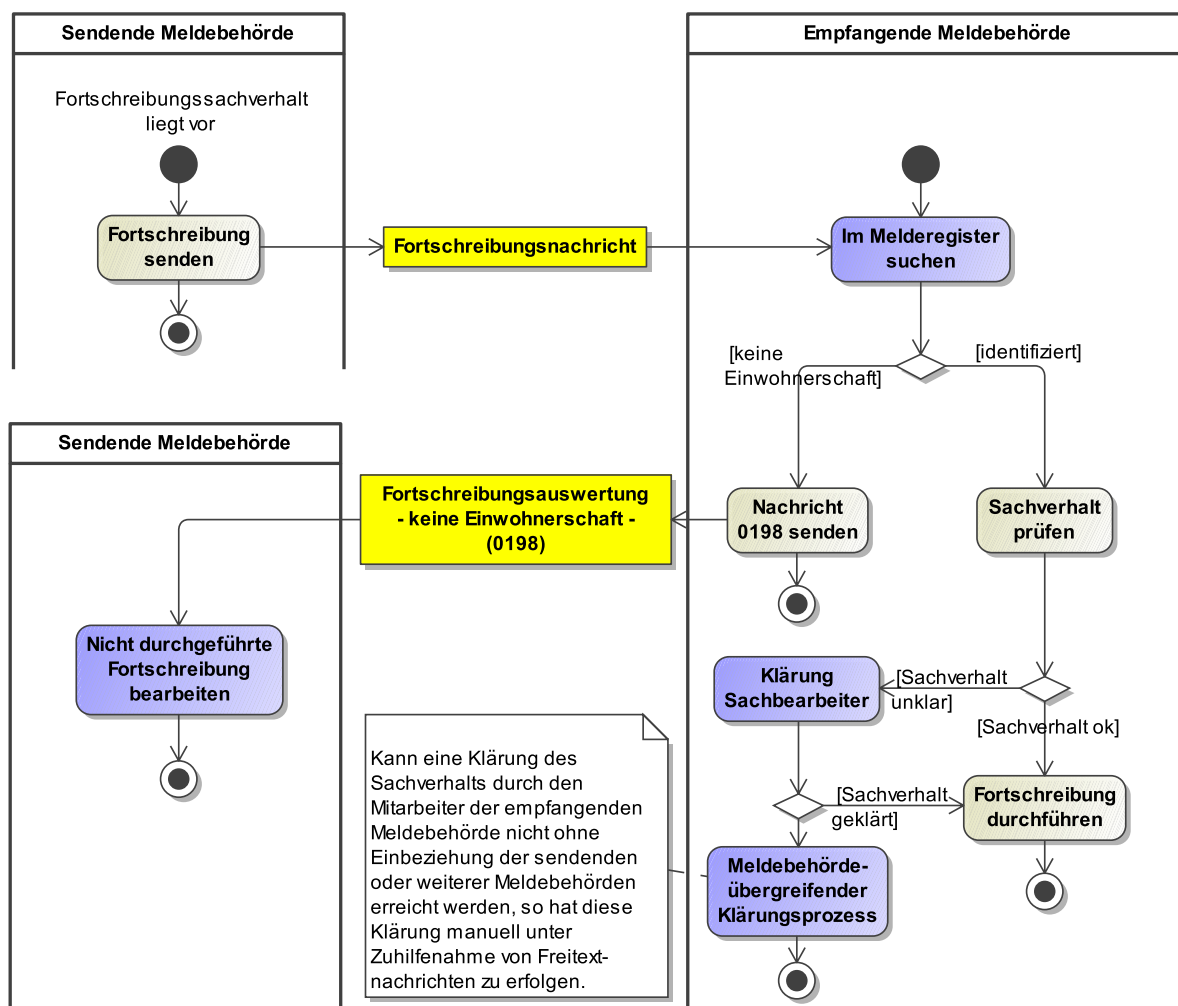 Sendende Meldebehörde
Empfangende Meldebehörde
Fortschreibungssachverhalt
liegt vor
Fortschreibung
senden
Fortschreibungsnachricht
Im Melderegister
suchen
[keine
Einwohnerschaft]
[identifiziert]
Sendende Meldebehörde
Fortschreibungsauswertung
- keine Einwohnerschaft -
(0198)
Nachricht
0198 senden
Sachverhalt
prüfen
Nicht durchgeführte
Fortschreibung
bearbeiten
Klärung
Sachbearbeiter
[Sachverhalt
unklar]
[Sachverhalt ok]
Kann eine Klärung des
Sachverhalts durch den
Mitarbeiter der empfangenden
Meldebehörde nicht ohne
Einbeziehung der sendenden
oder weiterer Meldebehörden
erreicht werden, so hat diese
Klärung manuell unter
Zuhilfenahme von Freitext-
nachrichten zu erfolgen.
[Sachverhalt
geklärt]
Fortschreibung
durchführen
Meldebehörde-
übergreifender
Klärungsprozess